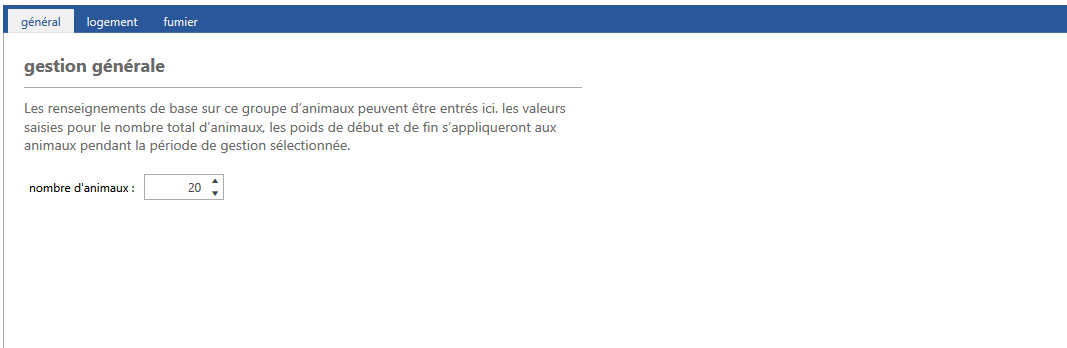 général logement fumier
gestion générale
Les renseignements de base sur ce groupe d’animaux peuvent être entrés ici. les valeurs
saisies pour le nombre total d’animaux, les poids de début et de fin s’appliqueront aux
animaux pendant la période de gestion sélectionnée.
nombre d'animaux : 20